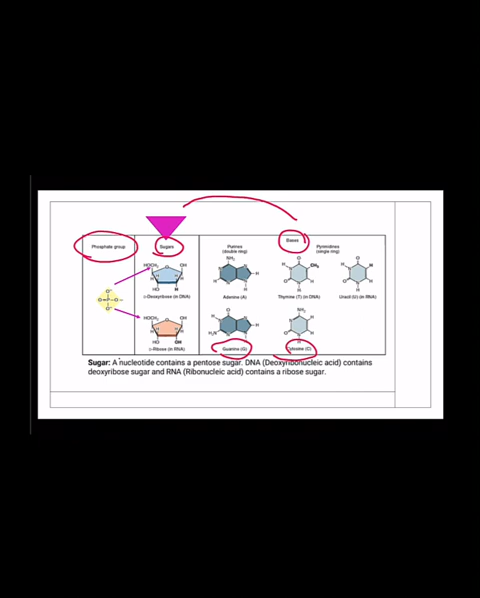 Phosphate group
Sugars
Bases
Purines
(double ring)
Pyrimidines
(single ring)
HOCH₂
O
OH
H
H
HO
H
D-Deoxyribose (in DNA)
NH₂
N
N
H
Adenine (A)
O
H
CH₃
N
O
N
H
H
Thymine (T) (in DNA)
O
H
H
N
O
N
H
H
Uracil (U) (in RNA)
O⁻
O=P-O-
O⁻
HOCH₂
O
OH
H
H
HO
OH
D-Ribose (in RNA)
O
H
N
N
H₂N
N
Guanine (G)
NH₂
N
H
O
N
H
H
Cytosine (C)
Sugar: A nucleotide contains a pentose sugar. DNA (Deoxyribonucleic acid) contains
deoxyribose sugar and RNA (Ribonucleic acid) contains a ribose sugar.